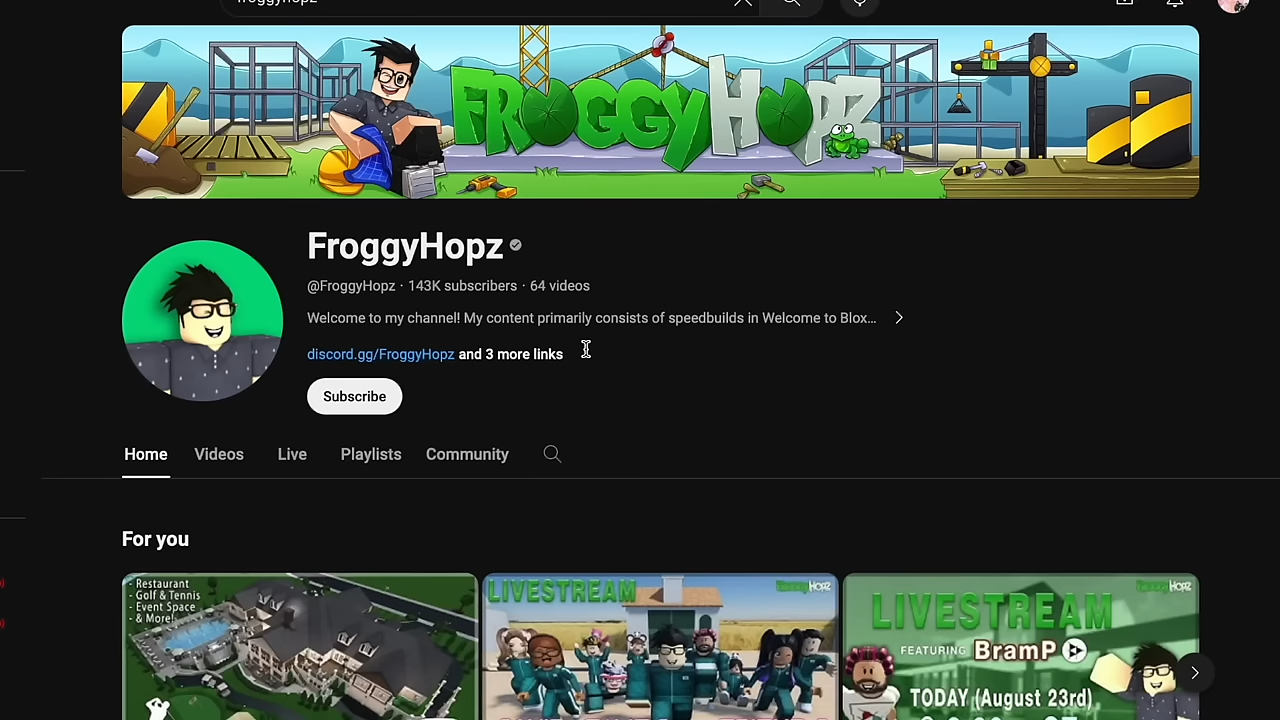 froggyhopz
FROGGYHOPZ
FroggyHopz
@FroggyHopz · 143K subscribers · 64 videos
Welcome to my channel! My content primarily consists of speedbuilds in Welcome to Blox...
discord.gg/FroggyHopz and 3 more links
Subscribe
Home Videos Live Playlists Community
For you
- Restaurant
- Golf & Tennis
- Event Space
- & More!
LIVESTREAM
FROGGYHOPZ
FROGGYHOPZ
LIVESTREAM
FEATURING BramP
TODAY (August 23rd)